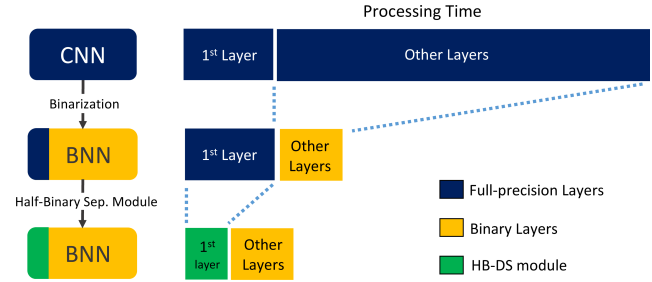 Processing Time
CNN
1st Layer
Other Layers
Binarization
BNN
1st Layer
Other
Layers
Half-Binary Sep. Module
BNN
1st
layer
Other
Layers
Full-precision Layers
Binary Layers
HB-DS module